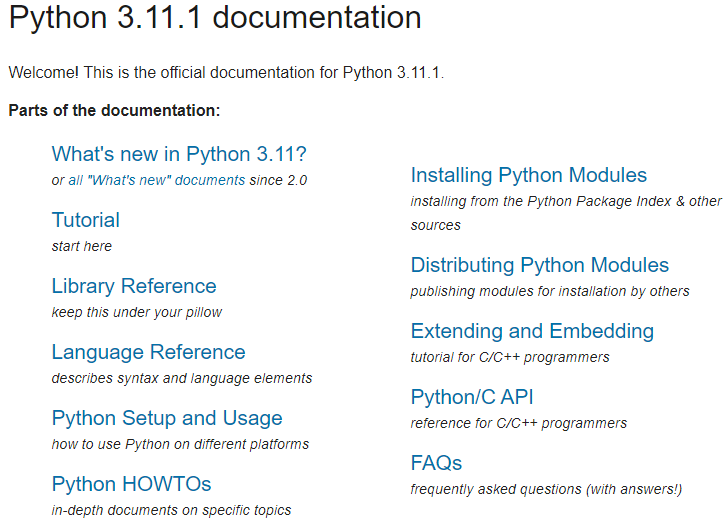 Python 3.11.1 documentation
Welcome! This is the official documentation for Python 3.11.1.
Parts of the documentation:
What's new in Python 3.11?
or all "What's new" documents since 2.0
Tutorial
start here
Library Reference
keep this under your pillow
Language Reference
describes syntax and language elements
Python Setup and Usage
how to use Python on different platforms
Python HOWTOs
in-depth documents on specific topics
Installing Python Modules
installing from the Python Package Index & other
sources
Distributing Python Modules
publishing modules for installation by others
Extending and Embedding
tutorial for C/C++ programmers
Python/C API
reference for C/C++ programmers
FAQs
frequently asked questions (with answers!)